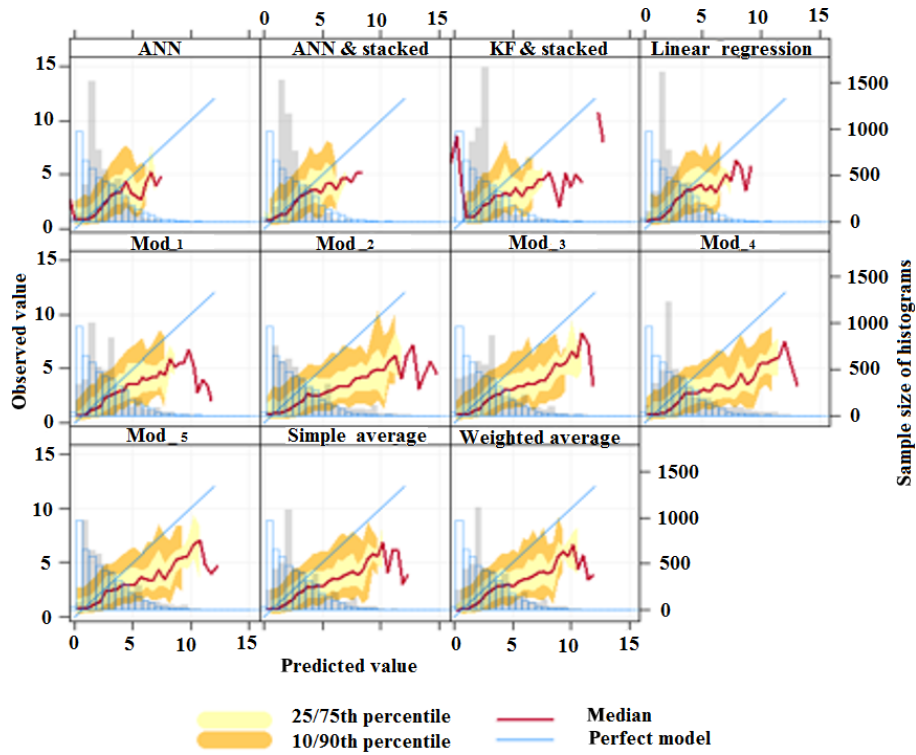 0 5 10 15 0 5 10 15
ANN ANN & stacked KF & stacked Linear_regression
15
10
5
0
1500
1000
500
0
Mod_1 Mod_2 Mod_3 Mod_4
15
10
5
0
1500
1000
500
0
Mod_5 Simple_average Weighted average
15
10
5
0
1500
1000
500
0
0 5 10 15 0 5 10 15
Observed value
Sample size of histograms
Predicted value
25/75th percentile Median
10/90th percentile Perfect model